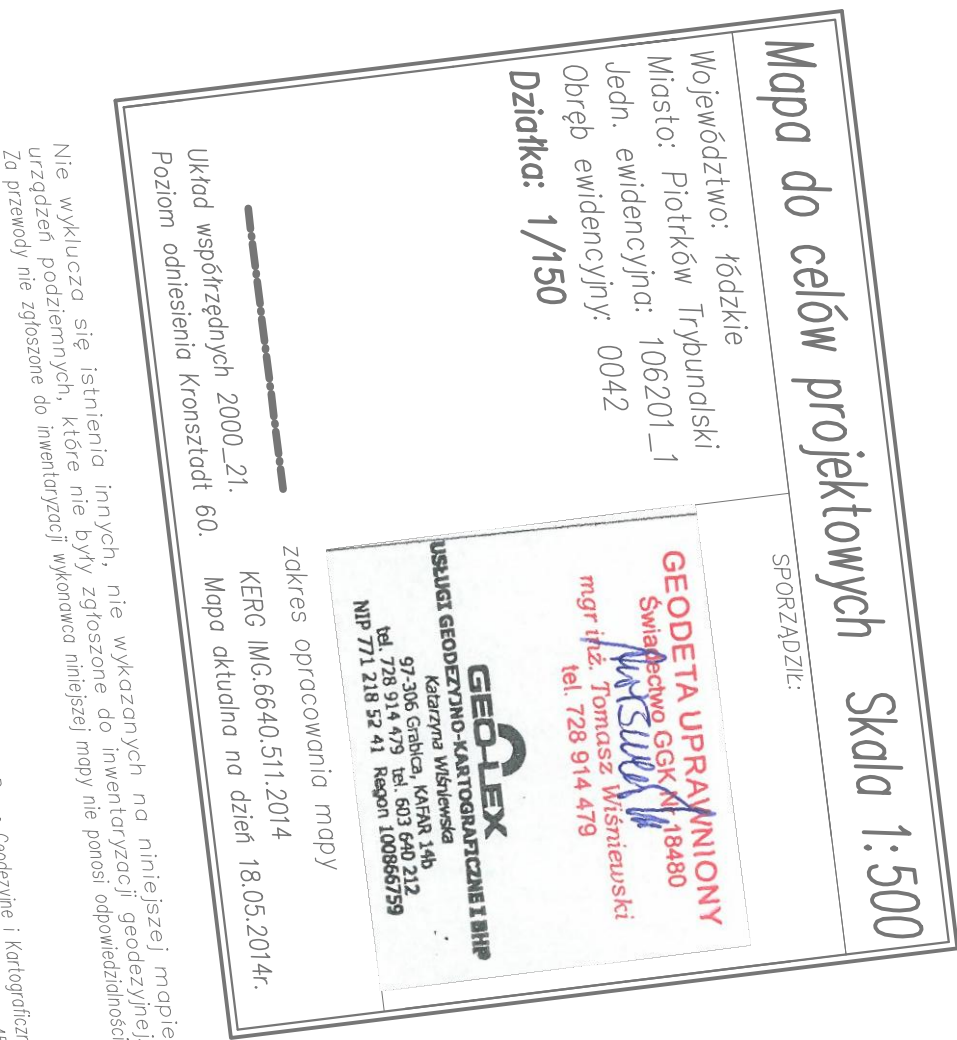 Mapa do celów projektowych Skala 1:500
Województwo: łódzkie
Miasto: Piotrków Trybunalski
Jedn. ewidencyjna: 106201_1
Obręb ewidencyjny: 0042
Działka: 1/150
SPORZĄDZIŁ:
GEODETA UPRAWNIONY
Świadectwo GGK Nr 18480
mgr inż. Tomasz Wiśniewski
tel. 728 914 479
GEO-LEX
USŁUGI GEODEZYJNO-KARTOGRAFICZNE I BHP
Katarzyna Wiśniewska
97-306 Grabica, KAFAR 14b
tel. 728 914 479 tel. 603 640 212
NIP 771 218 52 41 Regon 100866759
zakres opracowania mapy
Układ współrzędnych 2000_21. KERG IMG.6640.511.2014
Poziom odniesienia Kronsztadt 60. Mapa aktualna na dzień 18.05.2014r.
Nie wyklucza się istnienia innych, nie wykazanych na niniejszej mapie
urządzeń podziemnych, które nie były zgłoszone do inwentaryzacji geodezyjnej.
Za przewody nie zgłoszone do inwentaryzacji wykonawca niniejszej mapy nie ponosi odpowiedzialności
Geodezyjne i Kartograficzn